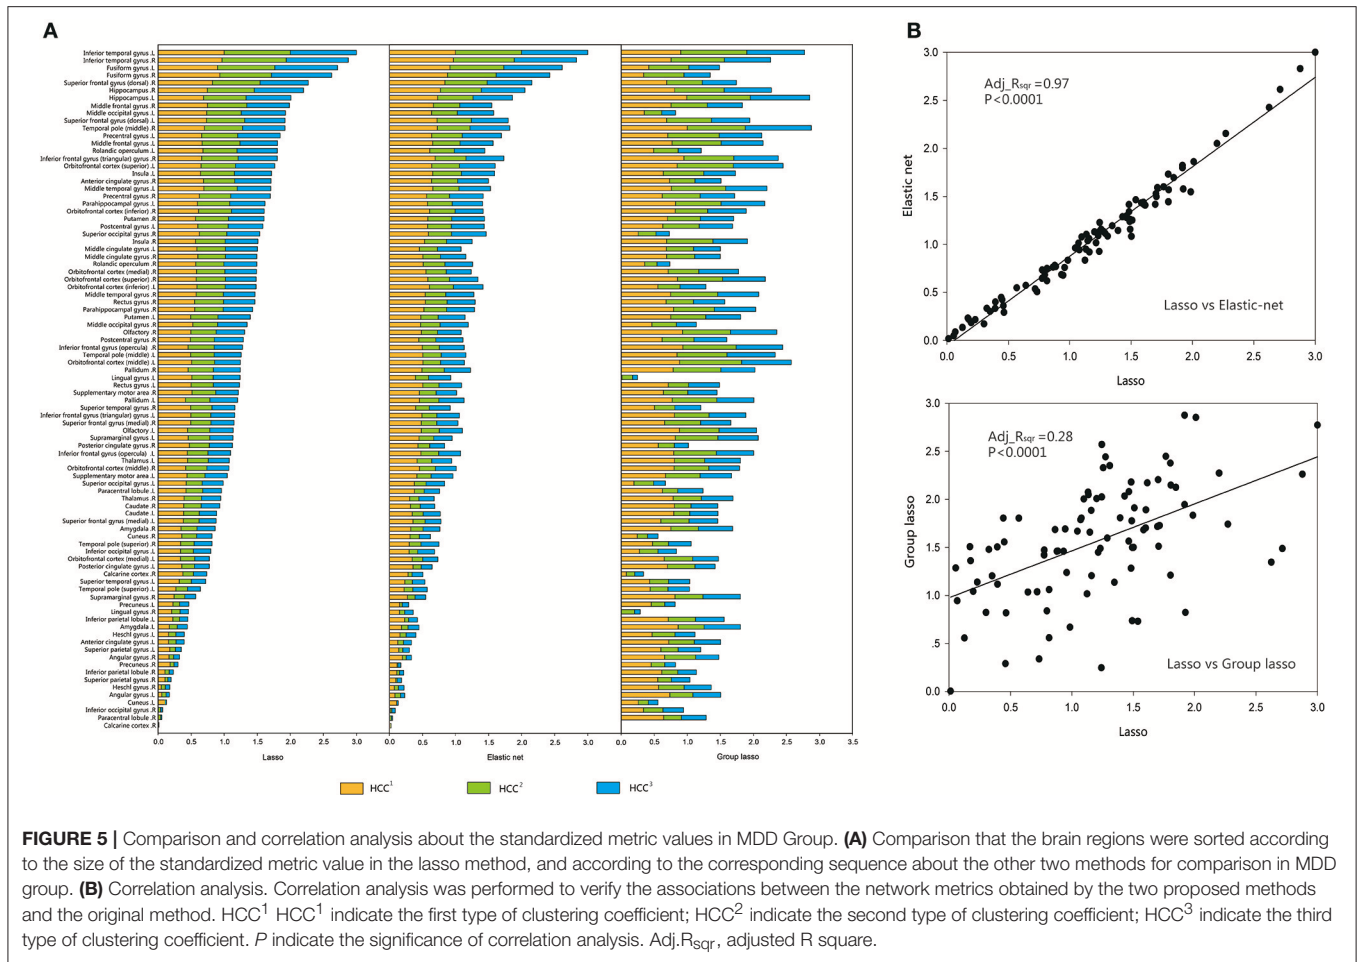 A
Inferior temporal gyrus .L
Inferior temporal gyrus .R
Fusiform gyrus .L
Fusiform gyrus .R
Superior frontal gyrus (dorsal) .R
Hippocampus .R
Hippocampus .L
Middle frontal gyrus .R
Middle occipital gyrus .L
Superior frontal gyrus (dorsal) .L
Temporal pole (middle) .R
Precentral gyrus .L
Middle frontal gyrus .L
Rolandic operculum .L
Inferior frontal gyrus (triangular) gyrus .R
Orbitofrontal cortex (superior) .L
Insula .L
Anterior cingulate gyrus .R
Middle temporal gyrus .L
Precentral gyrus .R
Parahippocampal gyrus .L
Orbitofrontal cortex (inferior) .R
Putamen .R
Postcentral gyrus .L
Superior occipital gyrus .R
Insula .R
Middle cingulate gyrus .L
Middle cingulate gyrus .R
Rolandic operculum .R
Orbitofrontal cortex (medial) .R
Orbitofrontal cortex (superior) .R
Orbitofrontal cortex (inferior) .L
Middle temporal gyrus .R
Rectus gyrus .R
Parahippocampal gyrus .R
Putamen .L
Middle occipital gyrus .R
Olfactory .R
Postcentral gyrus .R
Inferior frontal gyrus (opercula) .R
Temporal pole (middle) .L
Orbitofrontal cortex (middle) .L
Pallidum .R
Lingual gyrus .L
Rectus gyrus .L
Supplementary motor area .R
Pallidum .L
Superior temporal gyrus .R
Inferior frontal gyrus (triangular) gyrus .L
Superior frontal gyrus (medial) .R
Olfactory .L
Supramarginal gyrus .L
Posterior cingulate gyrus .R
Inferior frontal gyrus (opercula) .L
Thalamus .L
Orbitofrontal cortex (middle) .R
Supplementary motor area .L
Superior occipital gyrus .L
Paracentral lobule .L
Thalamus .R
Caudate .R
Caudate .L
Superior frontal gyrus (medial) .L
Amygdala .R
Cuneus .R
Temporal pole (superior) .R
Inferior occipital gyrus .L
Orbitofrontal cortex (medial) .L
Posterior cingulate gyrus .L
Calcarine cortex .R
Superior temporal gyrus .L
Temporal pole (superior) .L
Supramarginal gyrus .R
Precuneus .L
Lingual gyrus .R
Inferior parietal lobule .L
Amygdala .L
Heschl gyrus .L
Anterior cingulate gyrus .L
Superior parietal gyrus .L
Angular gyrus .R
Precuneus .R
Inferior parietal lobule .R
Superior parietal gyrus .R
Heschl gyrus .R
Angular gyrus .L
Cuneus .L
Inferior occipital gyrus .R
Paracentral lobule .R
Calcarine cortex .R
0.0 0.5 1.0 1.5 2.0 2.5 3.0 0.0 0.5 1.0 1.5 2.0 2.5 3.0 0.0 0.5 1.0 1.5 2.0 2.5 3.0 3.5
Lasso Elastic net Group lasso
HCC1 HCC2 HCC3
B
3.0
2.5
2.0
1.5
1.0
0.5
0.0
Elastic net
Adj_Rsqr =0.97
P<0.0001
Lasso vs Elastic-net
0.0 0.5 1.0 1.5 2.0 2.5 3.0
Lasso
3.0
2.5
2.0
1.5
1.0
.5
0.0
Group lasso
Adj_Rsqr =0.28
P<0.0001
Lasso vs Group lasso
0.0 0.5 1.0 1.5 2.0 2.5 3.0
Lasso
FIGURE 5 | Comparison and correlation analysis about the standardized metric values in MDD Group. (A) Comparison that the brain regions were sorted according
to the size of the standardized metric value in the lasso method, and according to the corresponding sequence about the other two methods for comparison in MDD
group. (B) Correlation analysis. Correlation analysis was performed to verify the associations between the network metrics obtained by the two proposed methods
and the original method. HCC1 HCC1 indicate the first type of clustering coefficient; HCC2 indicate the second type of clustering coefficient; HCC3 indicate the third
type of clustering coefficient. P indicate the significance of correlation analysis. Adj.Rsqr, adjusted R square.